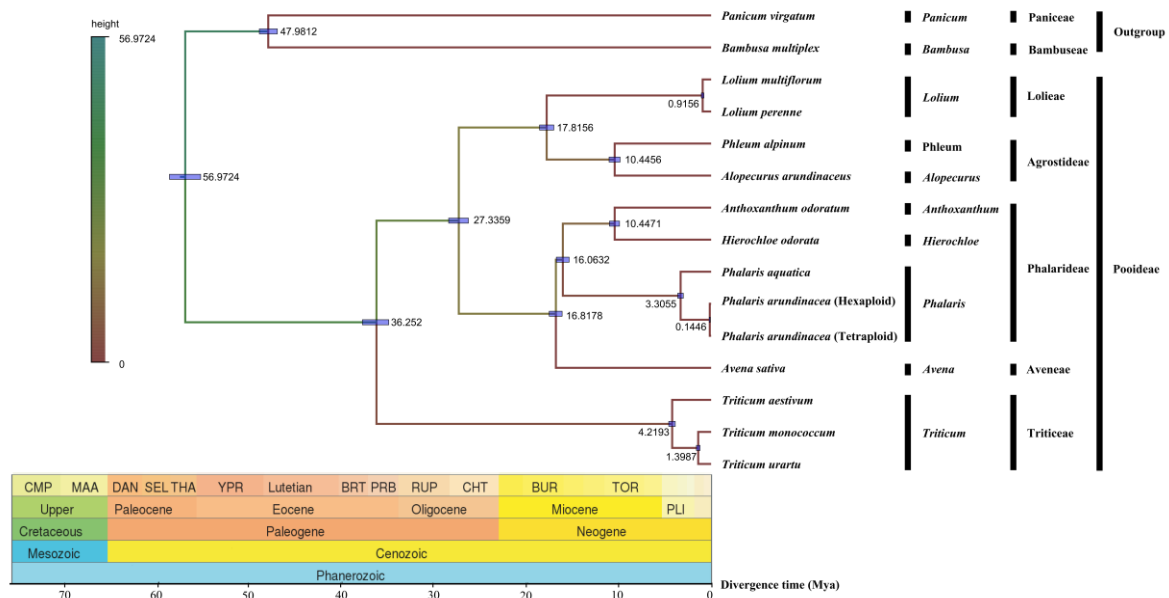 height
56.9724
0
Panicum virgatum Panicum Paniceae
47.9812
Outgroup
Bambusa multiplex Bambusa Bambuseae
Lolium multiflorum
0.9156 Lolium Lolieae
Lolium perenne
17.8156
Phleum alpinum Phleum
10.4456 Agrostideae
Alopecurus arundinaceus Alopecurus
56.9724
Anthoxanthum odoratum Anthoxanthum
27.3359 10.4471
Hierochloe odorata Hierochloe
16.0632
Phalaris aquatica Phalarideae Pooideae
3.3055 Phalaris arundinacea (Hexaploid) Phalaris
16.8178
36.252 0.1446
Phalaris arundinacea (Tetraploid)
Avena sativa Avena Aveneae
Triticum aestivum
4.2193 Triticum monococcum Triticum Triticeae
1.3987
Triticum urartu
CMP MAA DAN SEL THA YPR Lutetian BRT PRB RUP CHT BUR TOR
Upper Paleocene Eocene Oligocene Miocene PLI
Cretaceous Paleogene Neogene
Mesozoic Cenozoic
Phanerozoic
70 60 50 40 30 20 10 0 Divergence time (Mya)